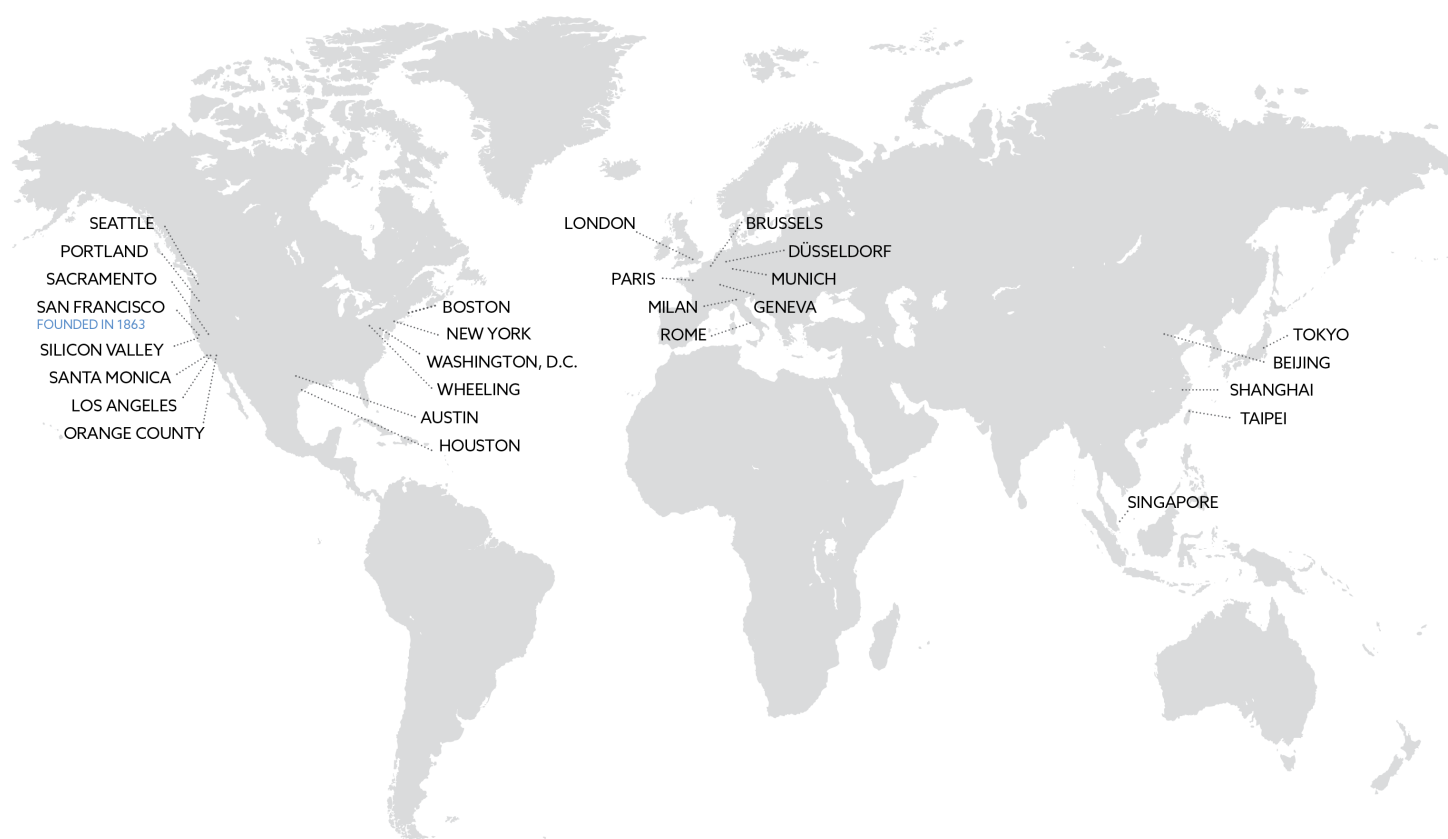 SEATTLE
PORTLAND
SACRAMENTO
SAN FRANCISCO
FOUNDED IN 1863
SILICON VALLEY
SANTA MONICA
LOS ANGELES
ORANGE COUNTY
BOSTON
NEW YORK
WASHINGTON, D.C.
WHEELING
AUSTIN
HOUSTON
LONDON
PARIS
MILAN
ROME
BRUSSELS
DÜSSELDORF
MUNICH
GENEVA
TOKYO
BEIJING
SHANGHAI
TAIPEI
SINGAPORE